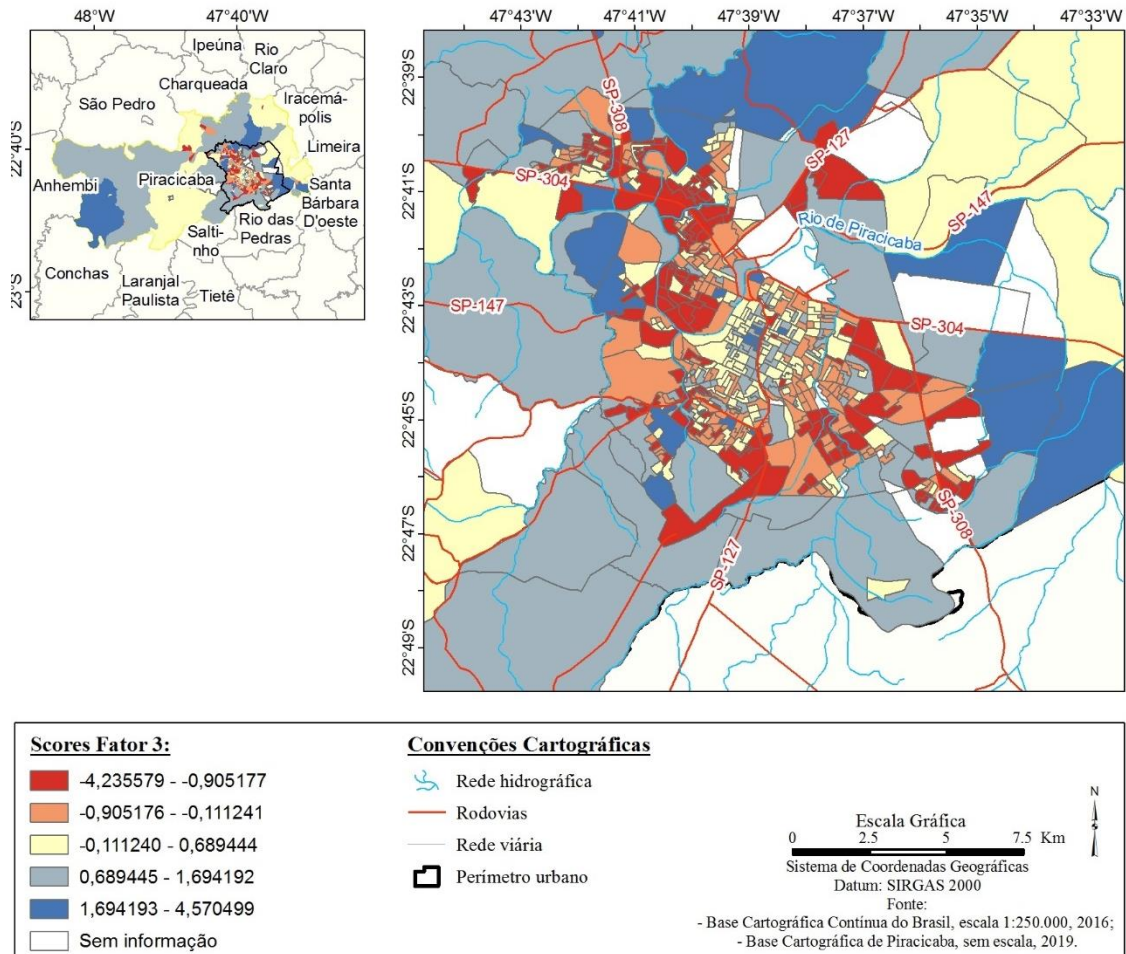 48°W
47°40'W
22°40'S
23°S
Ipeúna
Rio
Claro
Charqueada
São Pedro
Iracemá-
polis
Limeira
Piracicaba
Anhembi
Santa
Bárbara
D'oeste
Rio das
Pedras
Salti-
nho
Conchas
Laranjal
Paulista
Tietê
47°43'W
47°41'W
47°39'W
47°37'W
47°35'W
47°33'W
22°39'S
22°41'S
22°43'S
22°45'S
22°47'S
22°49'S
SP-308
SP-127
SP-304
SP-147
Rio de Piracicaba
SP-147
SP-304
SP-127
SP-308
Scores Fator 3:
-4,235579 - -0,905177
-0,905176 - -0,111241
-0,111240 - 0,689444
0,689445 - 1,694192
1,694193 - 4,570499
Sem informação
Convenções Cartográficas
Rede hidrográfica
Rodovias
Rede viária
Perímetro urbano
N
Escala Gráfica
0 2.5 5 7.5 Km
Sistema de Coordenadas Geográficas
Datum: SIRGAS 2000
Fonte:
- Base Cartográfica Contínua do Brasil, escala 1:250.000, 2016;
- Base Cartográfica de Piracicaba, sem escala, 2019.